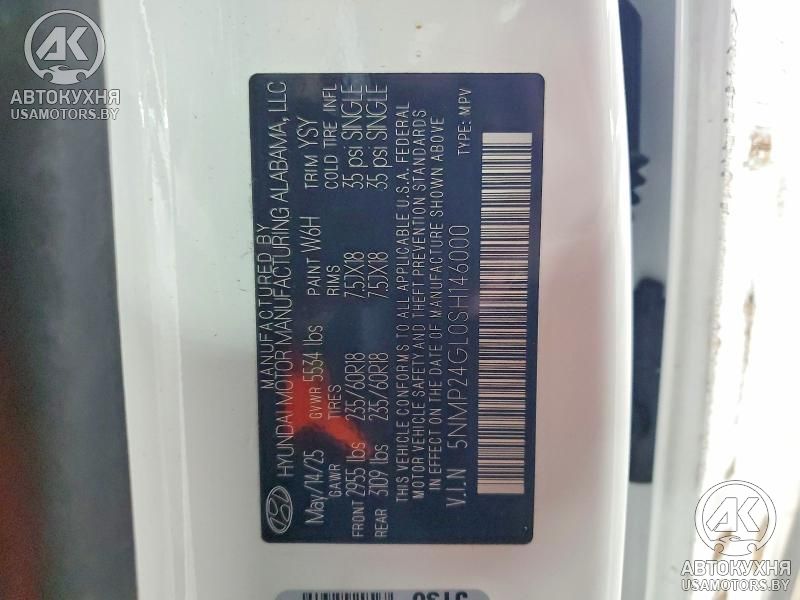 MANUFACTURED BY
HYUNDAI MOTOR MANUFACTURING ALABAMA, LLC
May/14/25 GVWR 5534 lbs PAINT W6H TRIM YSY
GAWR TIRES RIMS COLD TIRE INFL
FRONT 2955 lbs 235/60R18 7.5JX18 35 psi SINGLE
REAR 3109 lbs 235/60R18 7.5JX18 35 psi SINGLE
THIS VEHICLE CONFORMS TO ALL APPLICABLE U.S.A. FEDERAL
MOTOR VEHICLE SAFETY AND THEFT PREVENTION STANDARDS
IN EFFECT ON THE DATE OF MANUFACTURE SHOWN ABOVE
V.I.N 5NMP24GL0SH146000 TYPE: MPV
АК
АВТОКУХНЯ
USAMOTORS.BY
АК
АВТОКУХНЯ
USAMOTORS.BY